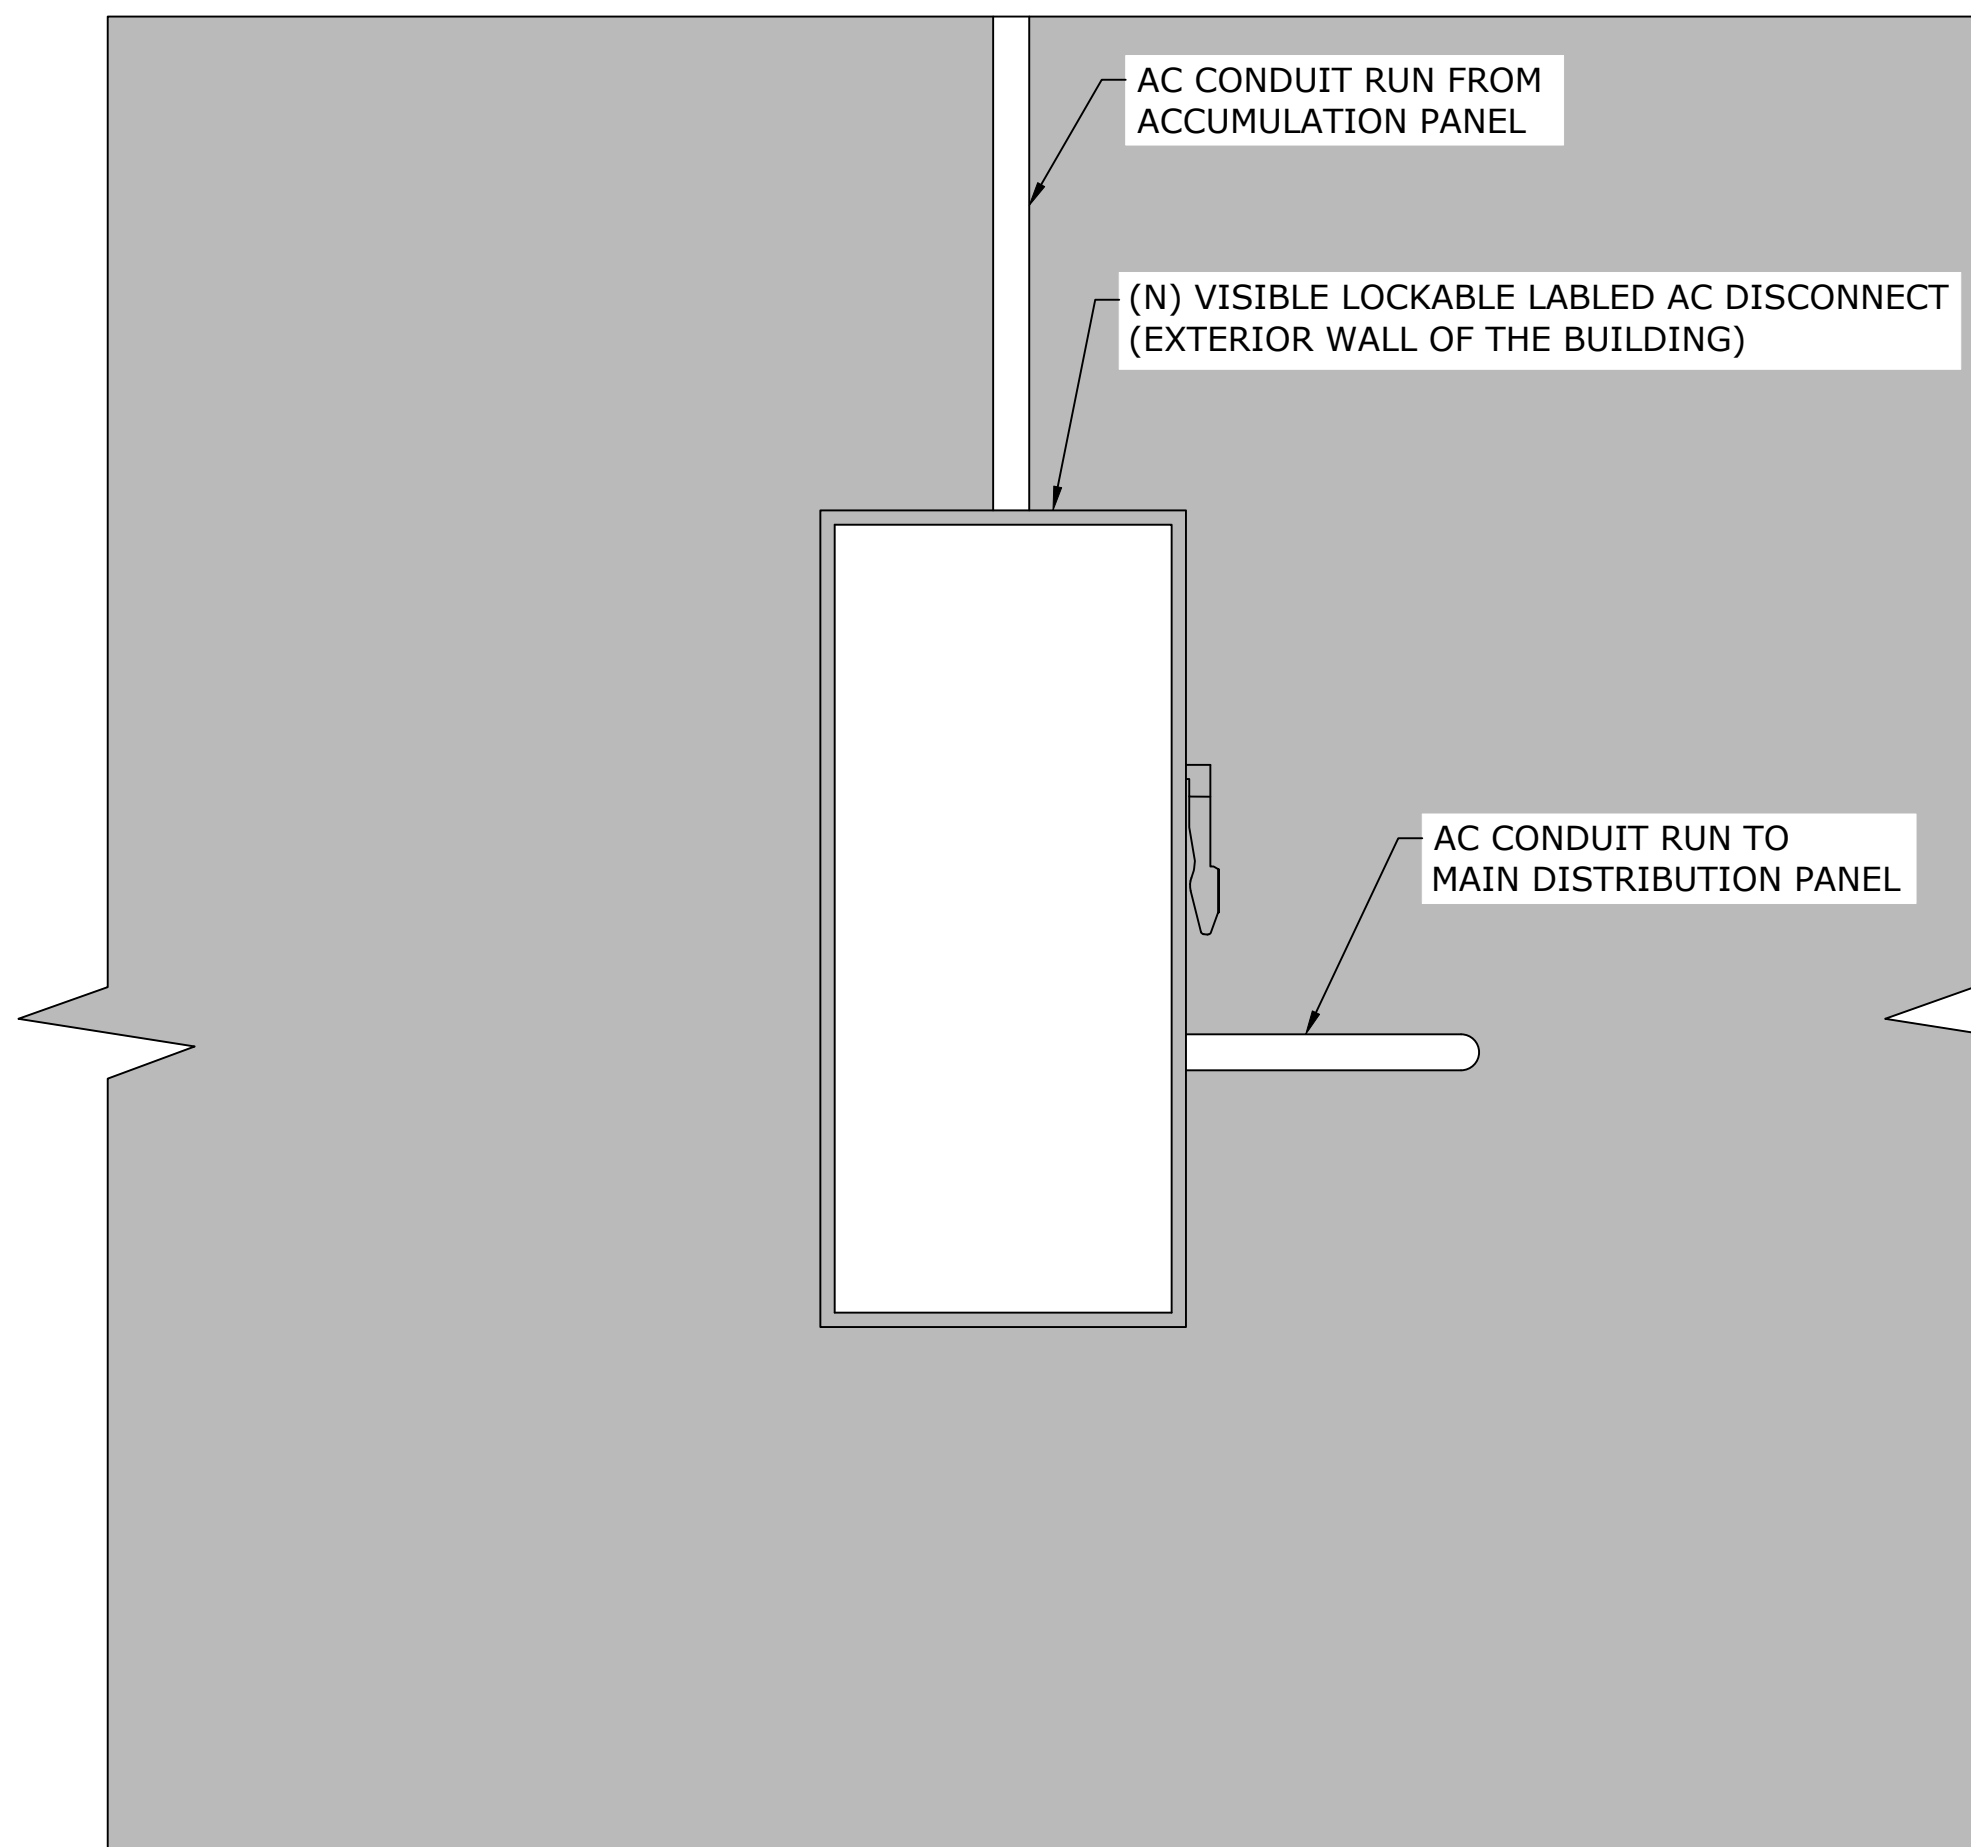 AC CONDUIT RUN FROM
ACCUMULATION PANEL
(N) VISIBLE LOCKABLE LABLED AC DISCONNECT
(EXTERIOR WALL OF THE BUILDING)
AC CONDUIT RUN TO
MAIN DISTRIBUTION PANEL